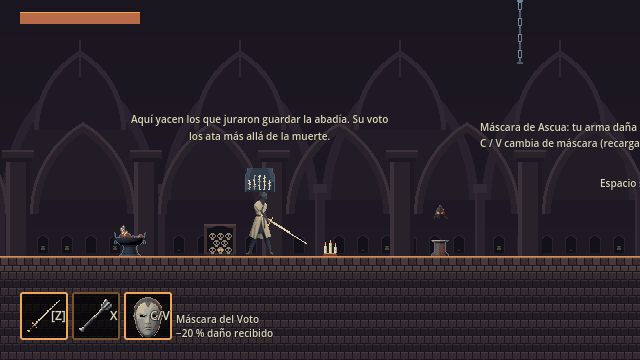 Aquí yacen los que juraron guardar la abadía. Su voto
los ata más allá de la muerte.
Máscara de Ascua: tu arma daña
C / V cambia de máscara (recarga
Espacio
[Z]
X
C/V
Máscara del Voto
−20 % daño recibido